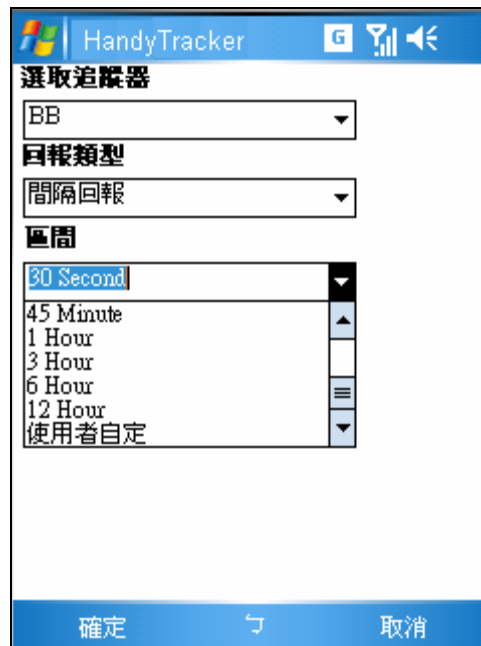 HandyTracker G
選取追蹤器
BB
回報類型
間隔回報
區間
30 Second
45 Minute
1 Hour
3 Hour
6 Hour
12 Hour
使用者自定
確定 ㄅ 取消